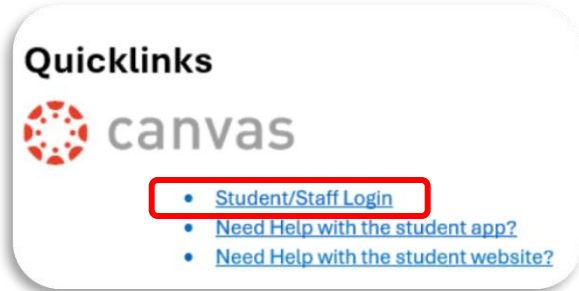 Quicklinks
canvas
Student/Staff Login
Need Help with the student app?
Need Help with the student website?